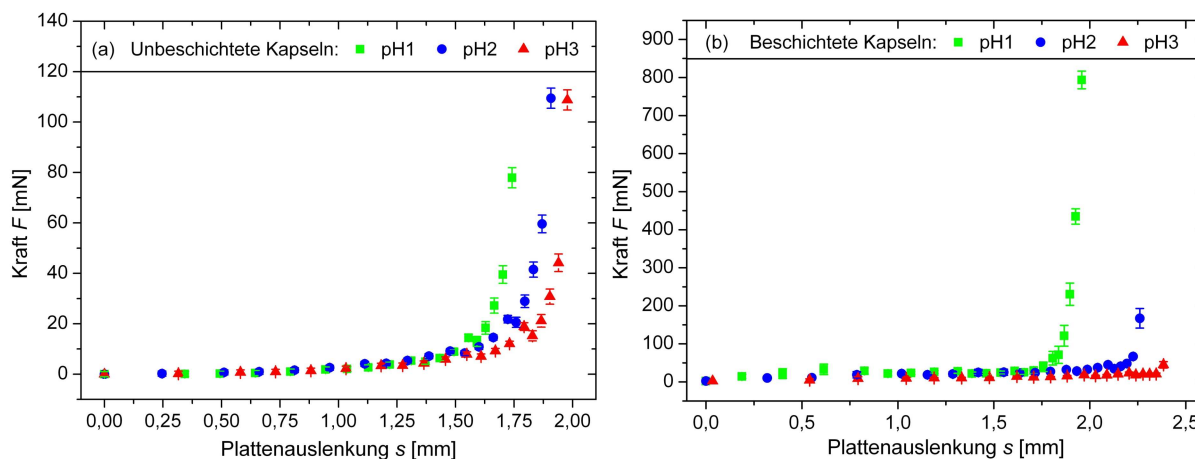 (a) Unbeschichtete Kapseln: pH1 pH2 pH3
140
120
100
80
60
40
20
0
Kraft F [mN]
0,00 0,25 0,50 0,75 1,00 1,25 1,50 1,75 2,00
Plattenauslenkung s [mm]
(b) Beschichtete Kapseln: pH1 pH2 pH3
900
800
700
600
500
400
300
200
100
0
Kraft F [mN]
0,0 0,5 1,0 1,5 2,0 2,5
Plattenauslenkung s [mm]